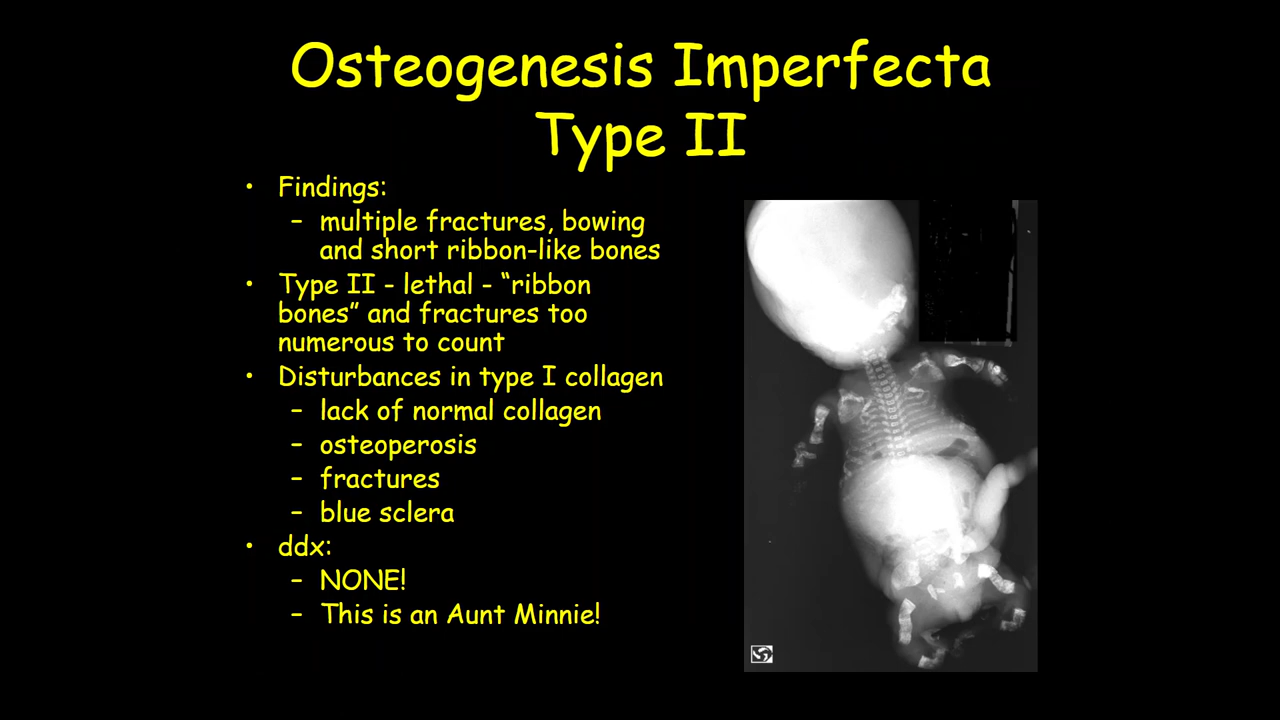 Osteogenesis Imperfecta
Type II
• Findings:
– multiple fractures, bowing
and short ribbon-like bones
• Type II - lethal - “ribbon
bones” and fractures too
numerous to count
• Disturbances in type I collagen
– lack of normal collagen
– osteoperosis
– fractures
– blue sclera
• ddx:
– NONE!
– This is an Aunt Minnie!